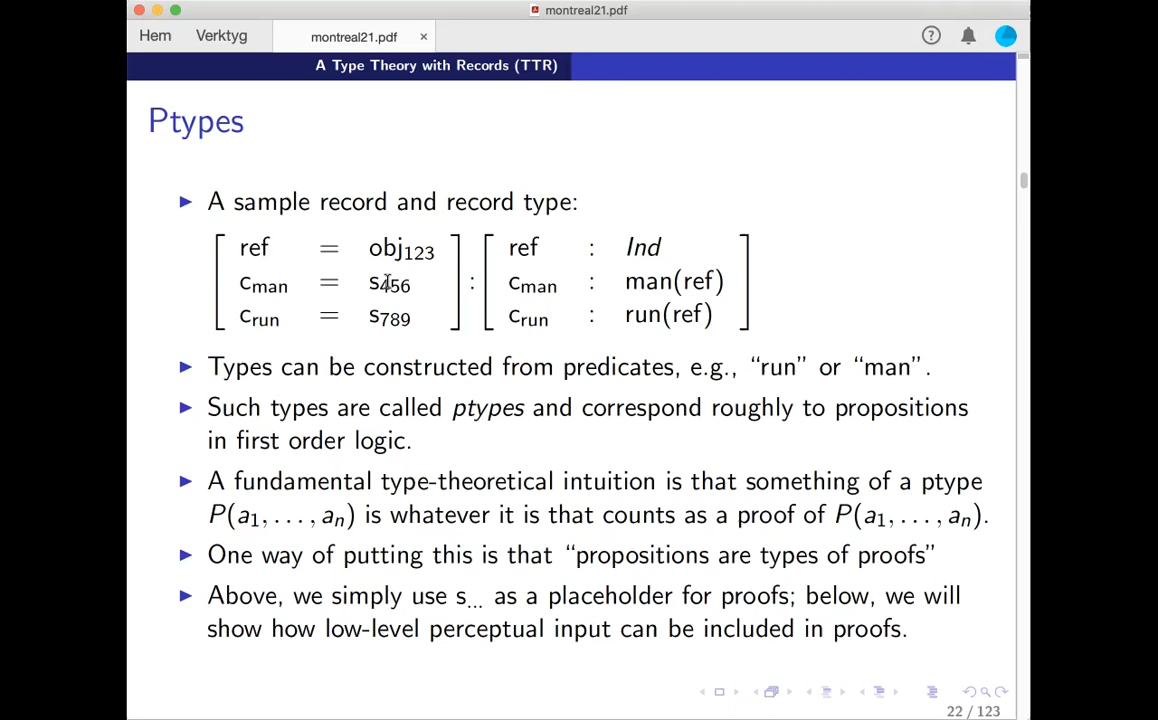 montreal21.pdf
Hem Verktyg montreal21.pdf × ?
A Type Theory with Records (TTR)
Ptypes
▶ A sample record and record type:
[ ref = obj₁₂₃ ] : [ ref : Ind ]
[ cman = s₄₅₆ ] [ cman : man(ref) ]
[ crun = s₇₈₉ ] [ crun : run(ref) ]
▶ Types can be constructed from predicates, e.g., “run” or “man”.
▶ Such types are called ptypes and correspond roughly to propositions
in first order logic.
▶ A fundamental type-theoretical intuition is that something of a ptype
P(a₁, . . . , aₙ) is whatever it is that counts as a proof of P(a₁, . . . , aₙ).
▶ One way of putting this is that “propositions are types of proofs”
▶ Above, we simply use s... as a placeholder for proofs; below, we will
show how low-level perceptual input can be included in proofs.
22 / 123